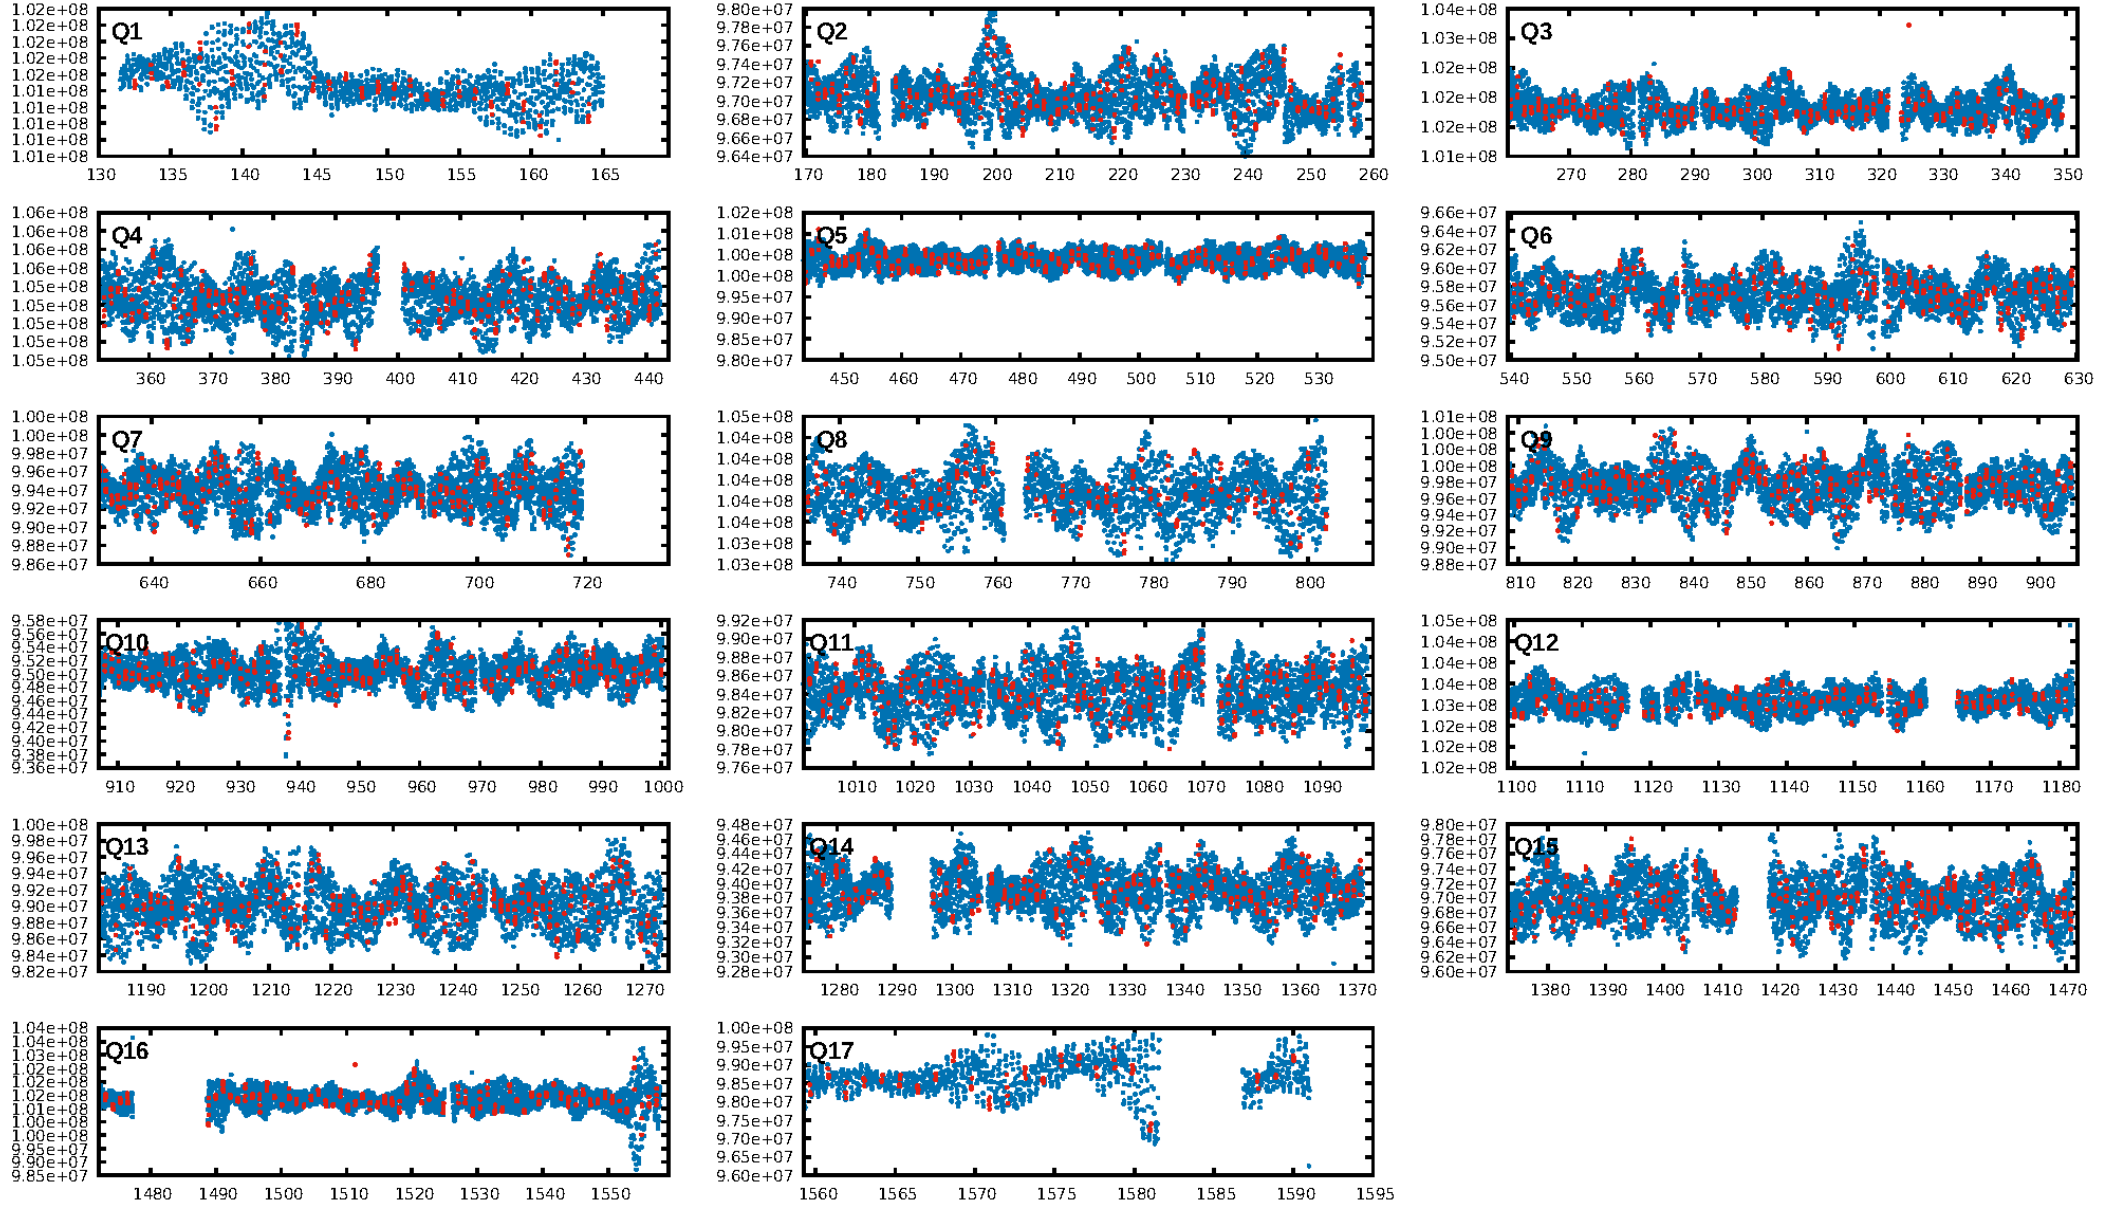 Q1
1.02e+08
1.02e+08
1.02e+08
1.02e+08
1.02e+08
1.01e+08
1.01e+08
1.01e+08
1.01e+08
1.01e+08
130 135 140 145 150 155 160 165
Q2
9.80e+07
9.78e+07
9.76e+07
9.74e+07
9.72e+07
9.70e+07
9.68e+07
9.66e+07
9.64e+07
170 180 190 200 210 220 230 240 250 260
Q3
1.04e+08
1.03e+08
1.02e+08
1.02e+08
1.02e+08
1.01e+08
270 280 290 300 310 320 330 340 350
Q4
1.06e+08
1.06e+08
1.06e+08
1.06e+08
1.05e+08
1.05e+08
1.05e+08
1.05e+08
1.05e+08
360 370 380 390 400 410 420 430 440
Q5
1.02e+08
1.01e+08
1.00e+08
1.00e+08
9.95e+07
9.90e+07
9.85e+07
9.80e+07
450 460 470 480 490 500 510 520 530
Q6
9.66e+07
9.64e+07
9.62e+07
9.60e+07
9.58e+07
9.56e+07
9.54e+07
9.52e+07
9.50e+07
540 550 560 570 580 590 600 610 620 630
Q7
1.00e+08
1.00e+08
9.98e+07
9.96e+07
9.94e+07
9.92e+07
9.90e+07
9.88e+07
9.86e+07
640 660 680 700 720
Q8
1.05e+08
1.04e+08
1.04e+08
1.04e+08
1.04e+08
1.04e+08
1.03e+08
1.03e+08
740 750 760 770 780 790 800
Q9
1.01e+08
1.00e+08
1.00e+08
1.00e+08
9.98e+07
9.96e+07
9.94e+07
9.92e+07
9.90e+07
9.88e+07
810 820 830 840 850 860 870 880 890 900
Q10
9.58e+07
9.56e+07
9.54e+07
9.52e+07
9.50e+07
9.48e+07
9.46e+07
9.44e+07
9.42e+07
9.40e+07
9.38e+07
9.36e+07
910 920 930 940 950 960 970 980 990 1000
Q11
9.92e+07
9.90e+07
9.88e+07
9.86e+07
9.84e+07
9.82e+07
9.80e+07
9.78e+07
9.76e+07
1010 1020 1030 1040 1050 1060 1070 1080 1090
Q12
1.05e+08
1.04e+08
1.04e+08
1.04e+08
1.03e+08
1.02e+08
1.02e+08
1.02e+08
1100 1110 1120 1130 1140 1150 1160 1170 1180
Q13
1.00e+08
9.98e+07
9.96e+07
9.94e+07
9.92e+07
9.90e+07
9.88e+07
9.86e+07
9.84e+07
9.82e+07
1190 1200 1210 1220 1230 1240 1250 1260 1270
Q14
9.48e+07
9.46e+07
9.44e+07
9.42e+07
9.40e+07
9.38e+07
9.36e+07
9.34e+07
9.32e+07
9.30e+07
9.28e+07
1280 1290 1300 1310 1320 1330 1340 1350 1360 1370
Q15
9.80e+07
9.78e+07
9.76e+07
9.74e+07
9.72e+07
9.70e+07
9.68e+07
9.66e+07
9.64e+07
9.62e+07
9.60e+07
1380 1390 1400 1410 1420 1430 1440 1450 1460 1470
Q16
1.04e+08
1.03e+08
1.03e+08
1.02e+08
1.02e+08
1.01e+08
1.01e+08
1.00e+08
1.00e+08
9.95e+07
9.90e+07
9.85e+07
1480 1490 1500 1510 1520 1530 1540 1550
Q17
1.00e+08
9.95e+07
9.90e+07
9.85e+07
9.80e+07
9.75e+07
9.70e+07
9.65e+07
9.60e+07
1560 1565 1570 1575 1580 1585 1590 1595